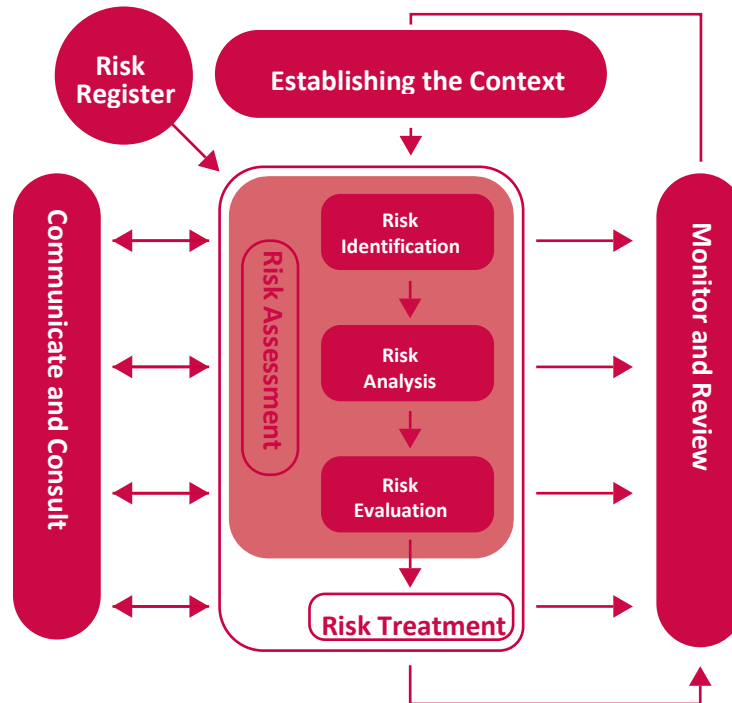 Risk
Register
Establishing the Context
Communicate and Consult
Risk Assessment
Risk
Identification
Risk
Analysis
Risk
Evaluation
Risk Treatment
Monitor and Review